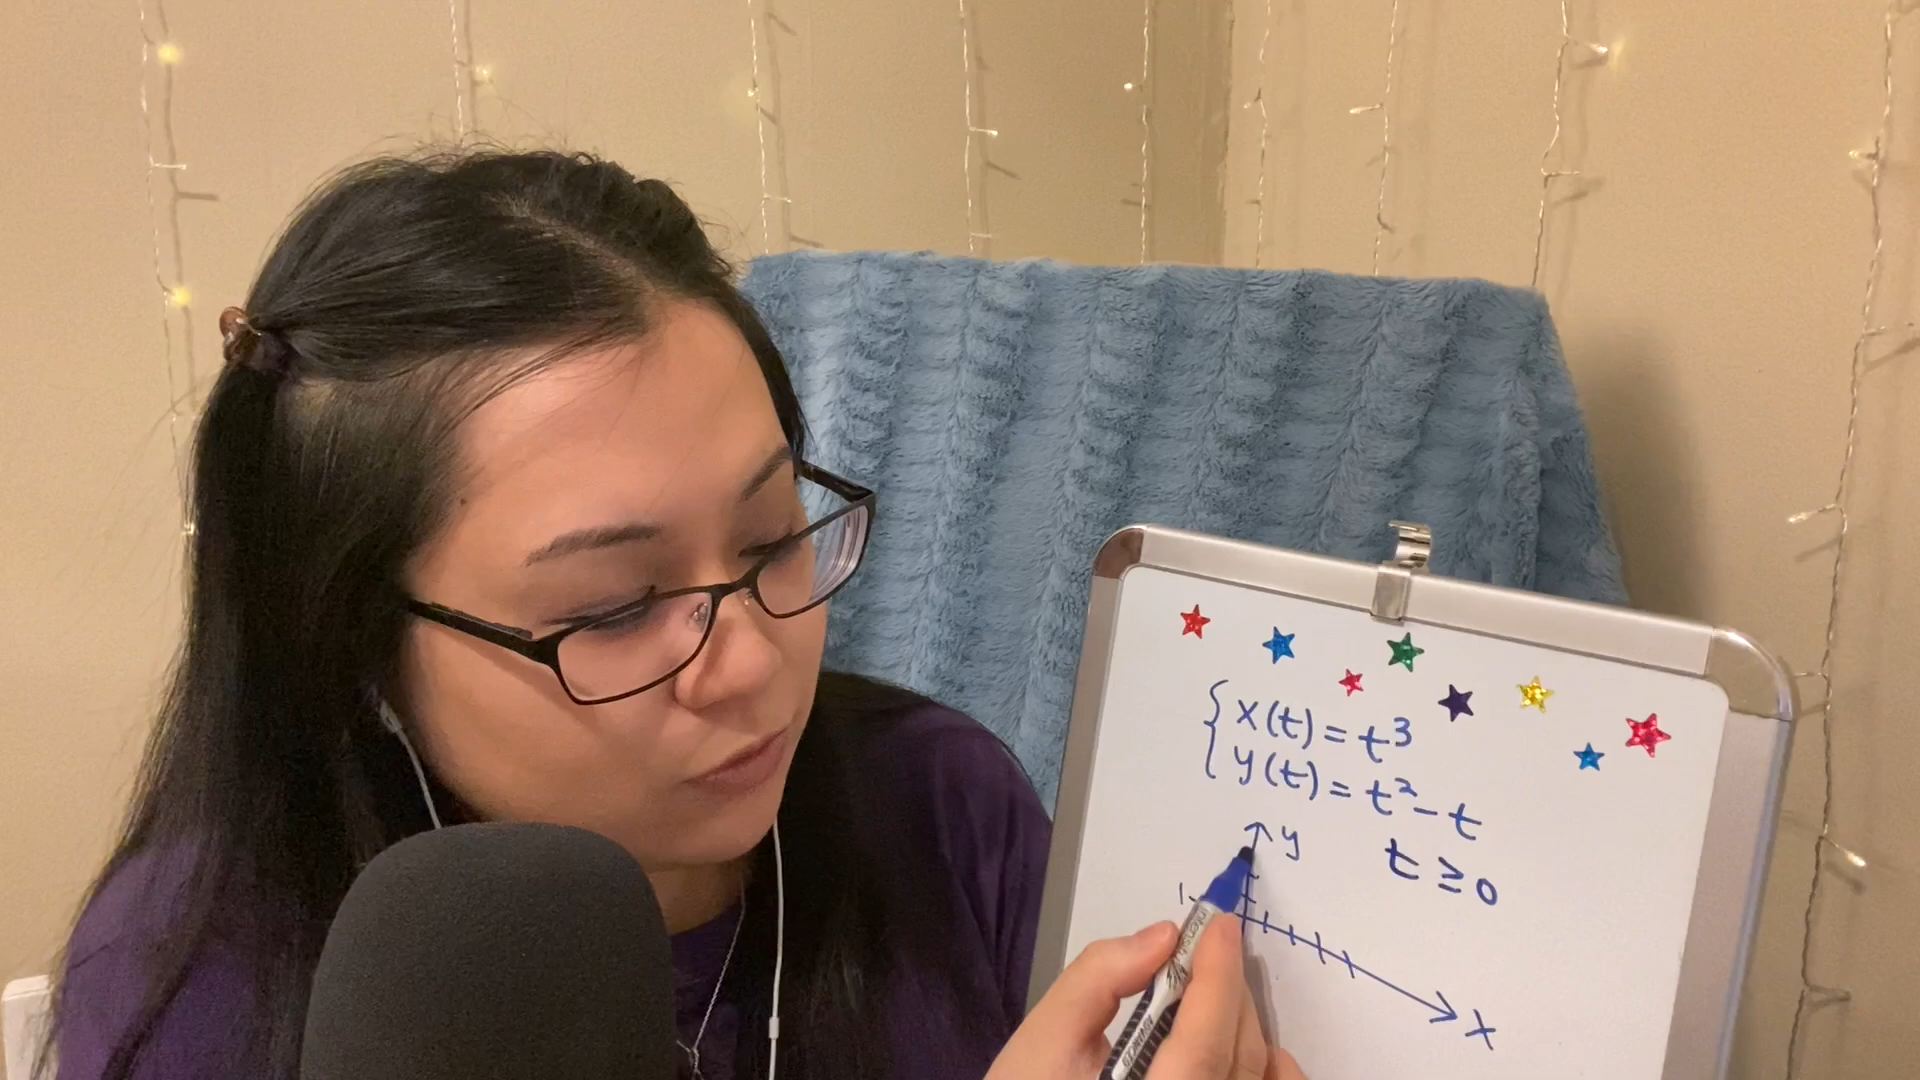 x(t) = t³
y(t) = t² - t
y
t ≥ 0
1
x